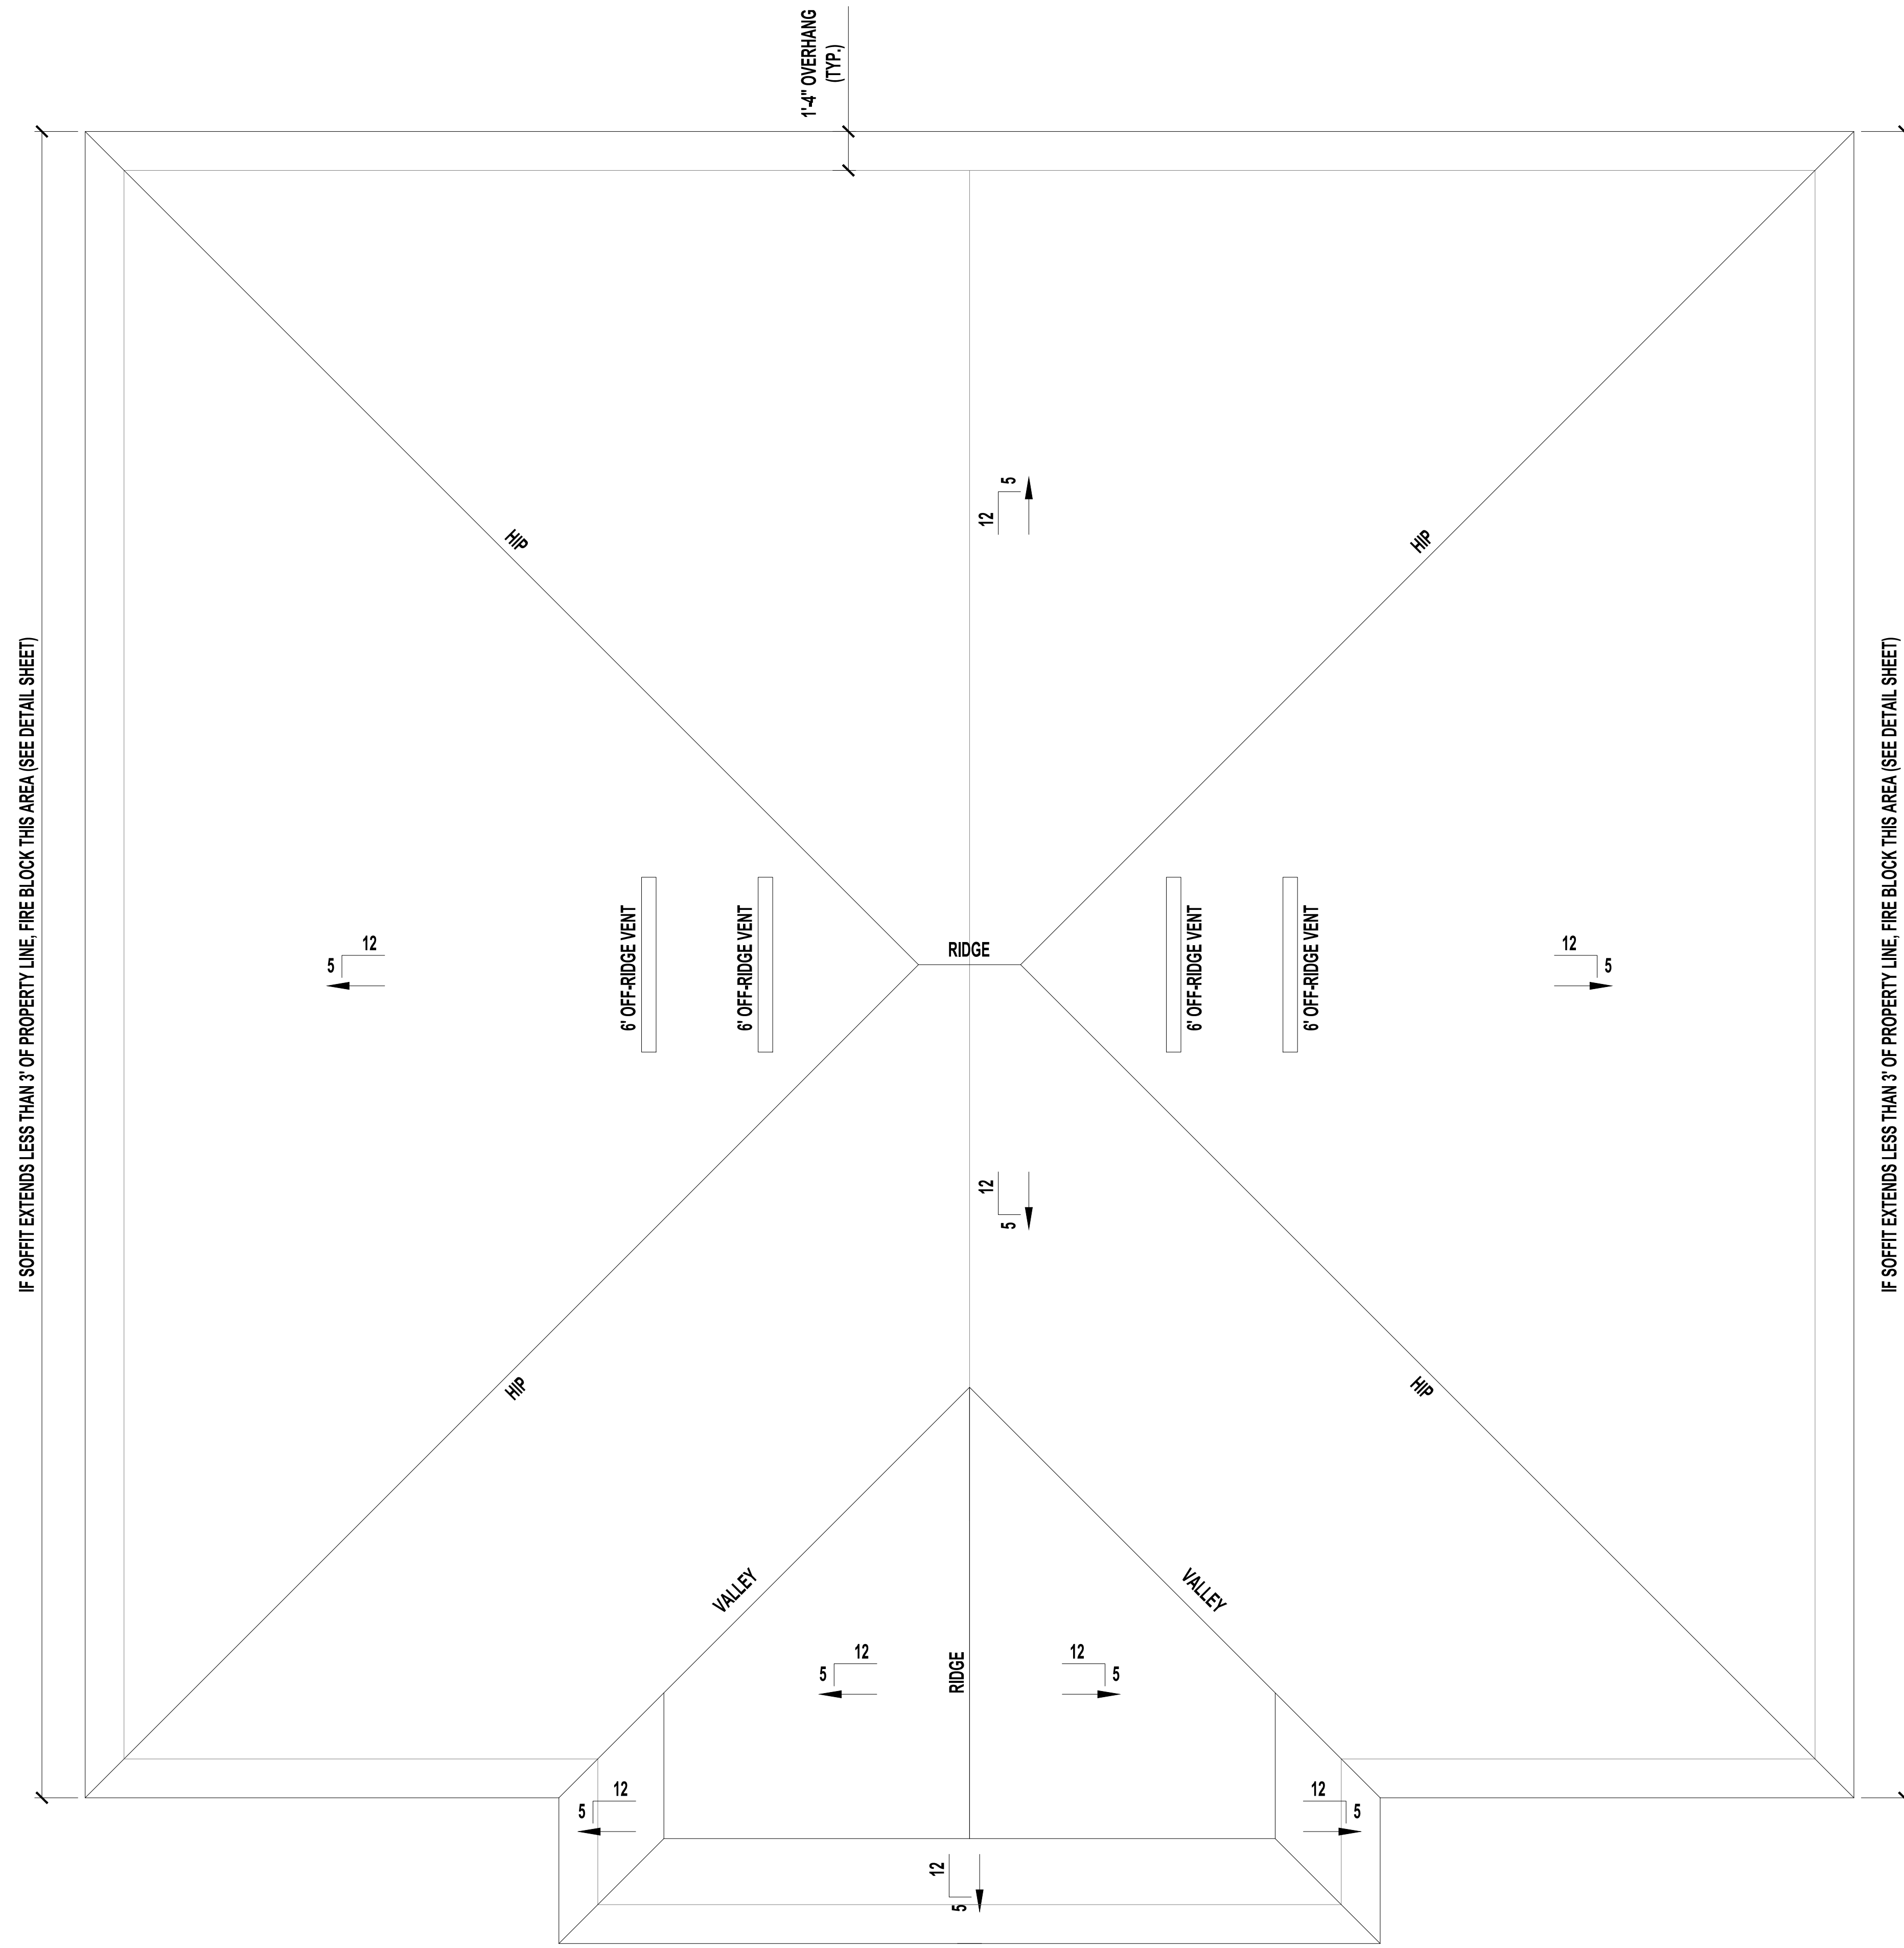 1'-4" OVERHANG
(TYP.)
IF SOFFIT EXTENDS LESS THAN 3' OF PROPERTY LINE, FIRE BLOCK THIS AREA (SEE DETAIL SHEET)
IF SOFFIT EXTENDS LESS THAN 3' OF PROPERTY LINE, FIRE BLOCK THIS AREA (SEE DETAIL SHEET)
5
12
HIP
HIP
6' OFF-RIDGE VENT
6' OFF-RIDGE VENT
RIDGE
6' OFF-RIDGE VENT
6' OFF-RIDGE VENT
12
5
12
5
12
5
HIP
HIP
VALLEY
VALLEY
RIDGE
12
5
12
5
12
5
12
5
12
5